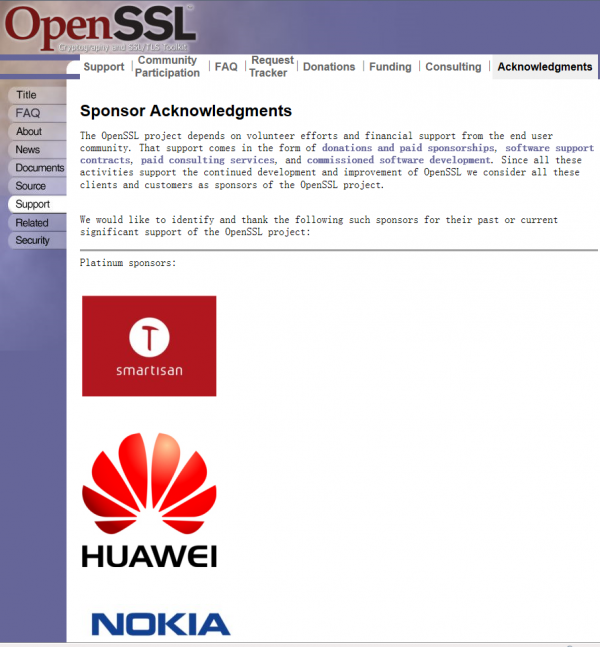 OpenSSL
Cryptography and SSL/TLS Toolkit
Support
Community Participation
FAQ
Request Tracker
Donations
Funding
Consulting
Acknowledgments
Title
FAQ
About
News
Documents
Source
Support
Related
Security
Sponsor Acknowledgments
The OpenSSL project depends on volunteer efforts and financial support from the end user
community. That support comes in the form of donations and paid sponsorships, software support
contracts, paid consulting services, and commissioned software development. Since all these
activities support the continued development and improvement of OpenSSL we consider all these
clients and customers as sponsors of the OpenSSL project.
We would like to identify and thank the following such sponsors for their past or current
significant support of the OpenSSL project:
Platinum sponsors:
smartisan
HUAWEI
NOKIA